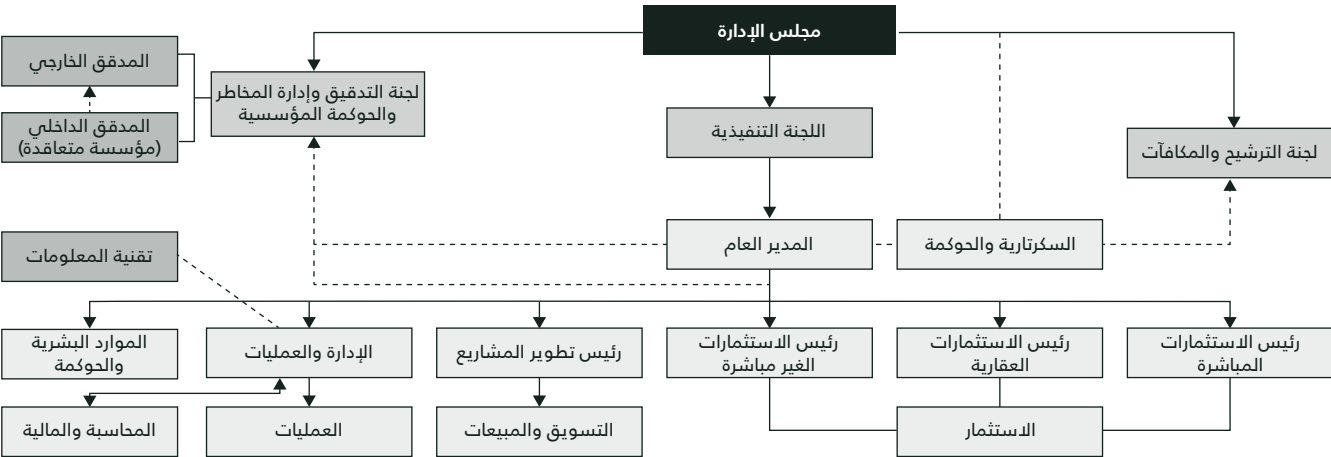 مجلس الإدارة
المدقق الخارجي
لجنة التدقيق وإدارة المخاطر
والحوكمة المؤسسية
المدقق الداخلي
(مؤسسة متعاقدة)
اللجنة التنفيذية
لجنة الترشيح والمكافآت
السكرتارية والحوكمة
المدير العام
تقنية المعلومات
رئيس الاستثمارات
المباشرة
رئيس الاستثمارات
العقارية
رئيس الاستثمارات
الغير مباشرة
رئيس تطوير المشاريع
الإدارة والعمليات
الموارد البشرية
والحوكمة
الاستثمار
التسويق والمبيعات
العمليات
المحاسبة والمالية